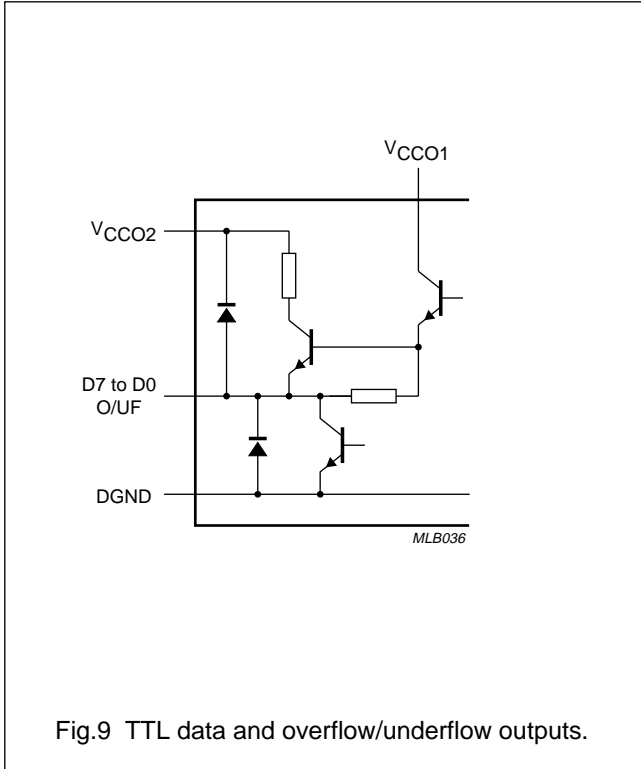 VCCO1
VCCO2
D7 to D0
O/UF
DGND
MLB036
Fig.9 TTL data and overflow/underflow outputs.